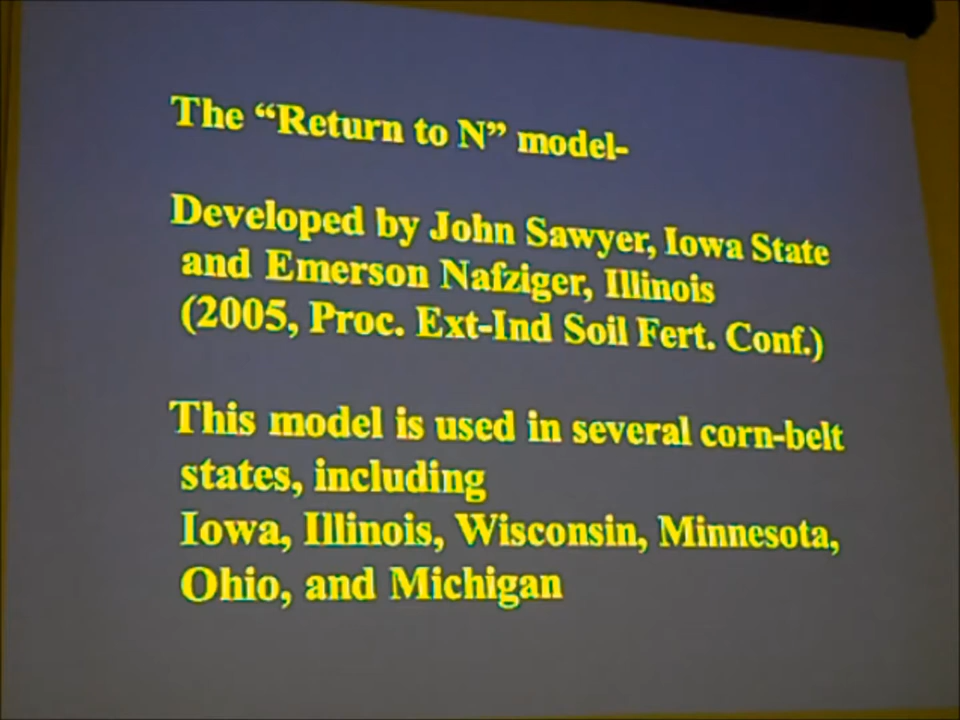 The “Return to N” model-
Developed by John Sawyer, Iowa State
and Emerson Nafziger, Illinois
(2005, Proc. Ext-Ind Soil Fert. Conf.)
This model is used in several corn-belt
states, including
Iowa, Illinois, Wisconsin, Minnesota,
Ohio, and Michigan